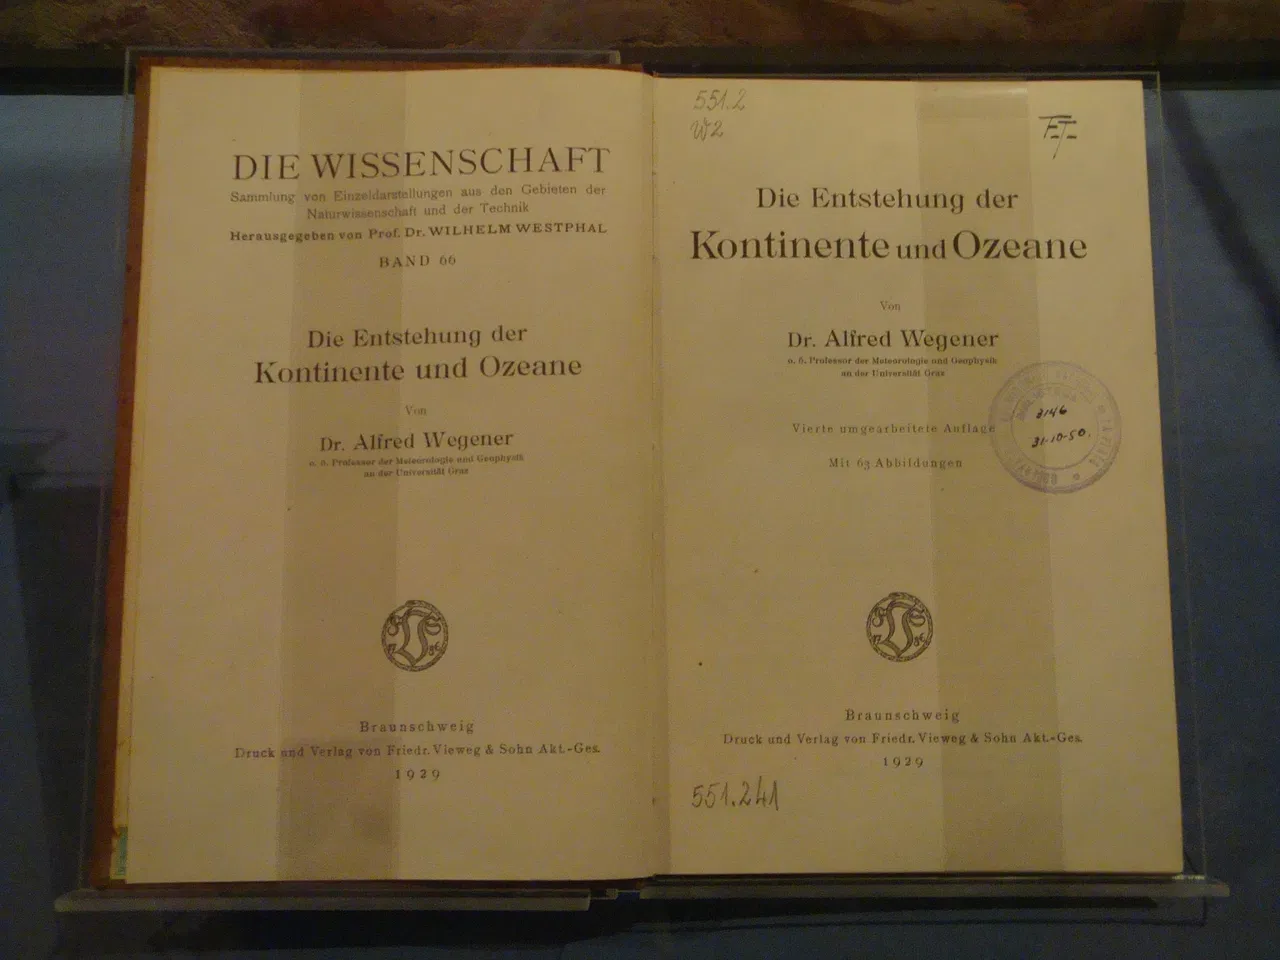 DIE WISSENSCHAFT
Sammlung von Einzeldarstellungen aus den Gebieten der
Naturwissenschaft und der Technik
Herausgegeben von Prof. Dr. WILHELM WESTPHAL
BAND 66
Die Entstehung der
Kontinente und Ozeane
Von
Dr. Alfred Wegener
o. ö. Professor der Meteorologie und Geophysik
an der Universität Graz
Braunschweig
Druck und Verlag von Friedr. Vieweg & Sohn Akt.-Ges.
1929
551.2
W2
Die Entstehung der
Kontinente und Ozeane
Von
Dr. Alfred Wegener
o. ö. Professor der Meteorologie und Geophysik
an der Universität Graz
Vierte umgearbeitete Auflage
Mit 63 Abbildungen
3146
31-10-50.
Braunschweig
Druck und Verlag von Friedr. Vieweg & Sohn Akt.-Ges.
1929
551.241